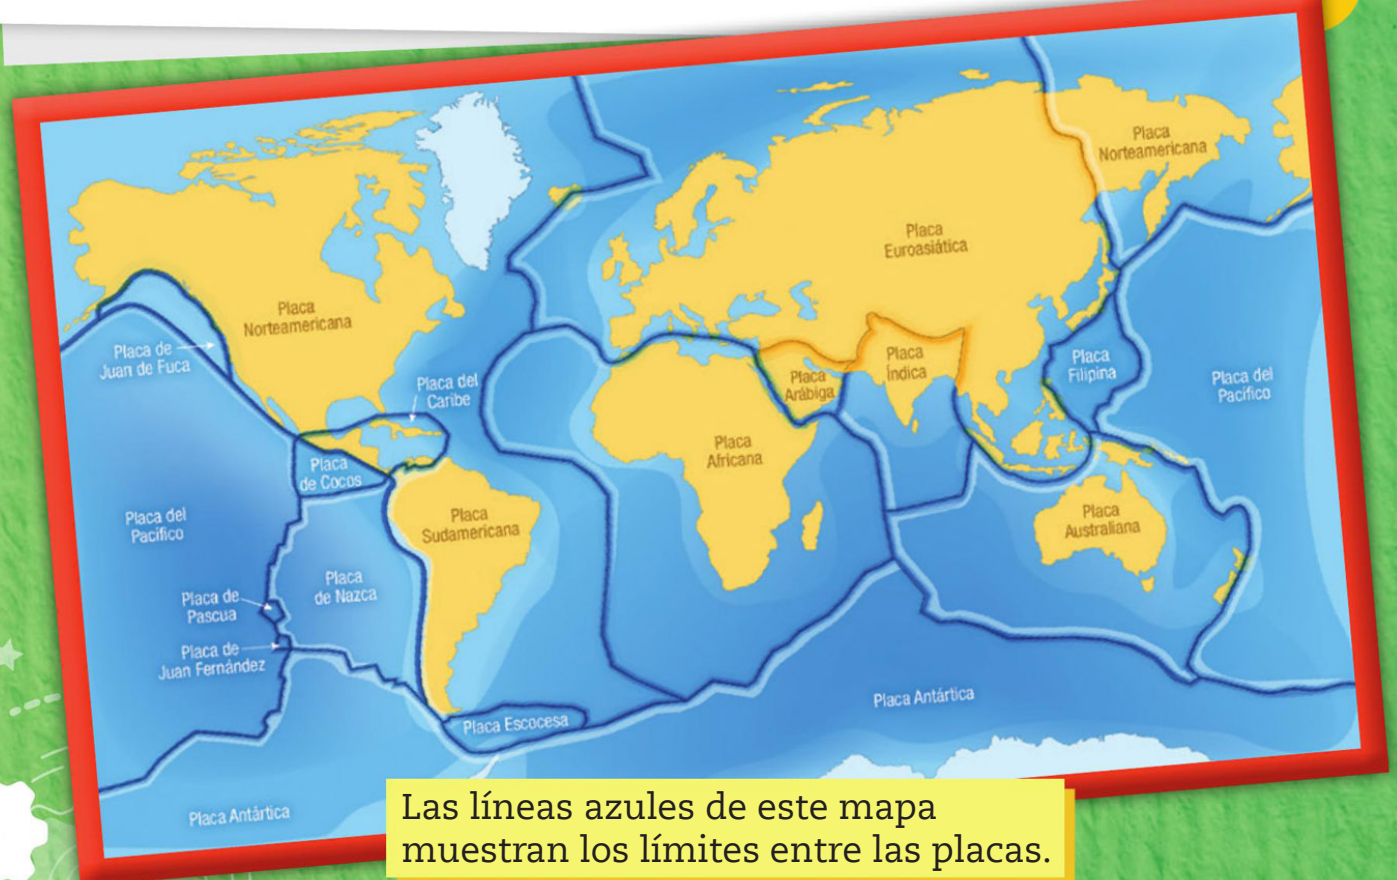 Placa
Norteamericana
Placa
Euroasiática
Placa
Norteamericana
Placa de
Juan de Fuca
Placa del
Caribe
Placa
Arábiga
Placa
Índica
Placa
Filipina
Placa del
Pacífico
Placa
de Cocos
Placa
Africana
Placa del
Pacífico
Placa
Sudamericana
Placa
Australiana
Placa
de Nazca
Placa de
Pascua
Placa de
Juan Fernández
Placa Escocesa
Placa Antártica
Placa Antártica
Las líneas azules de este mapa
muestran los límites entre las placas.